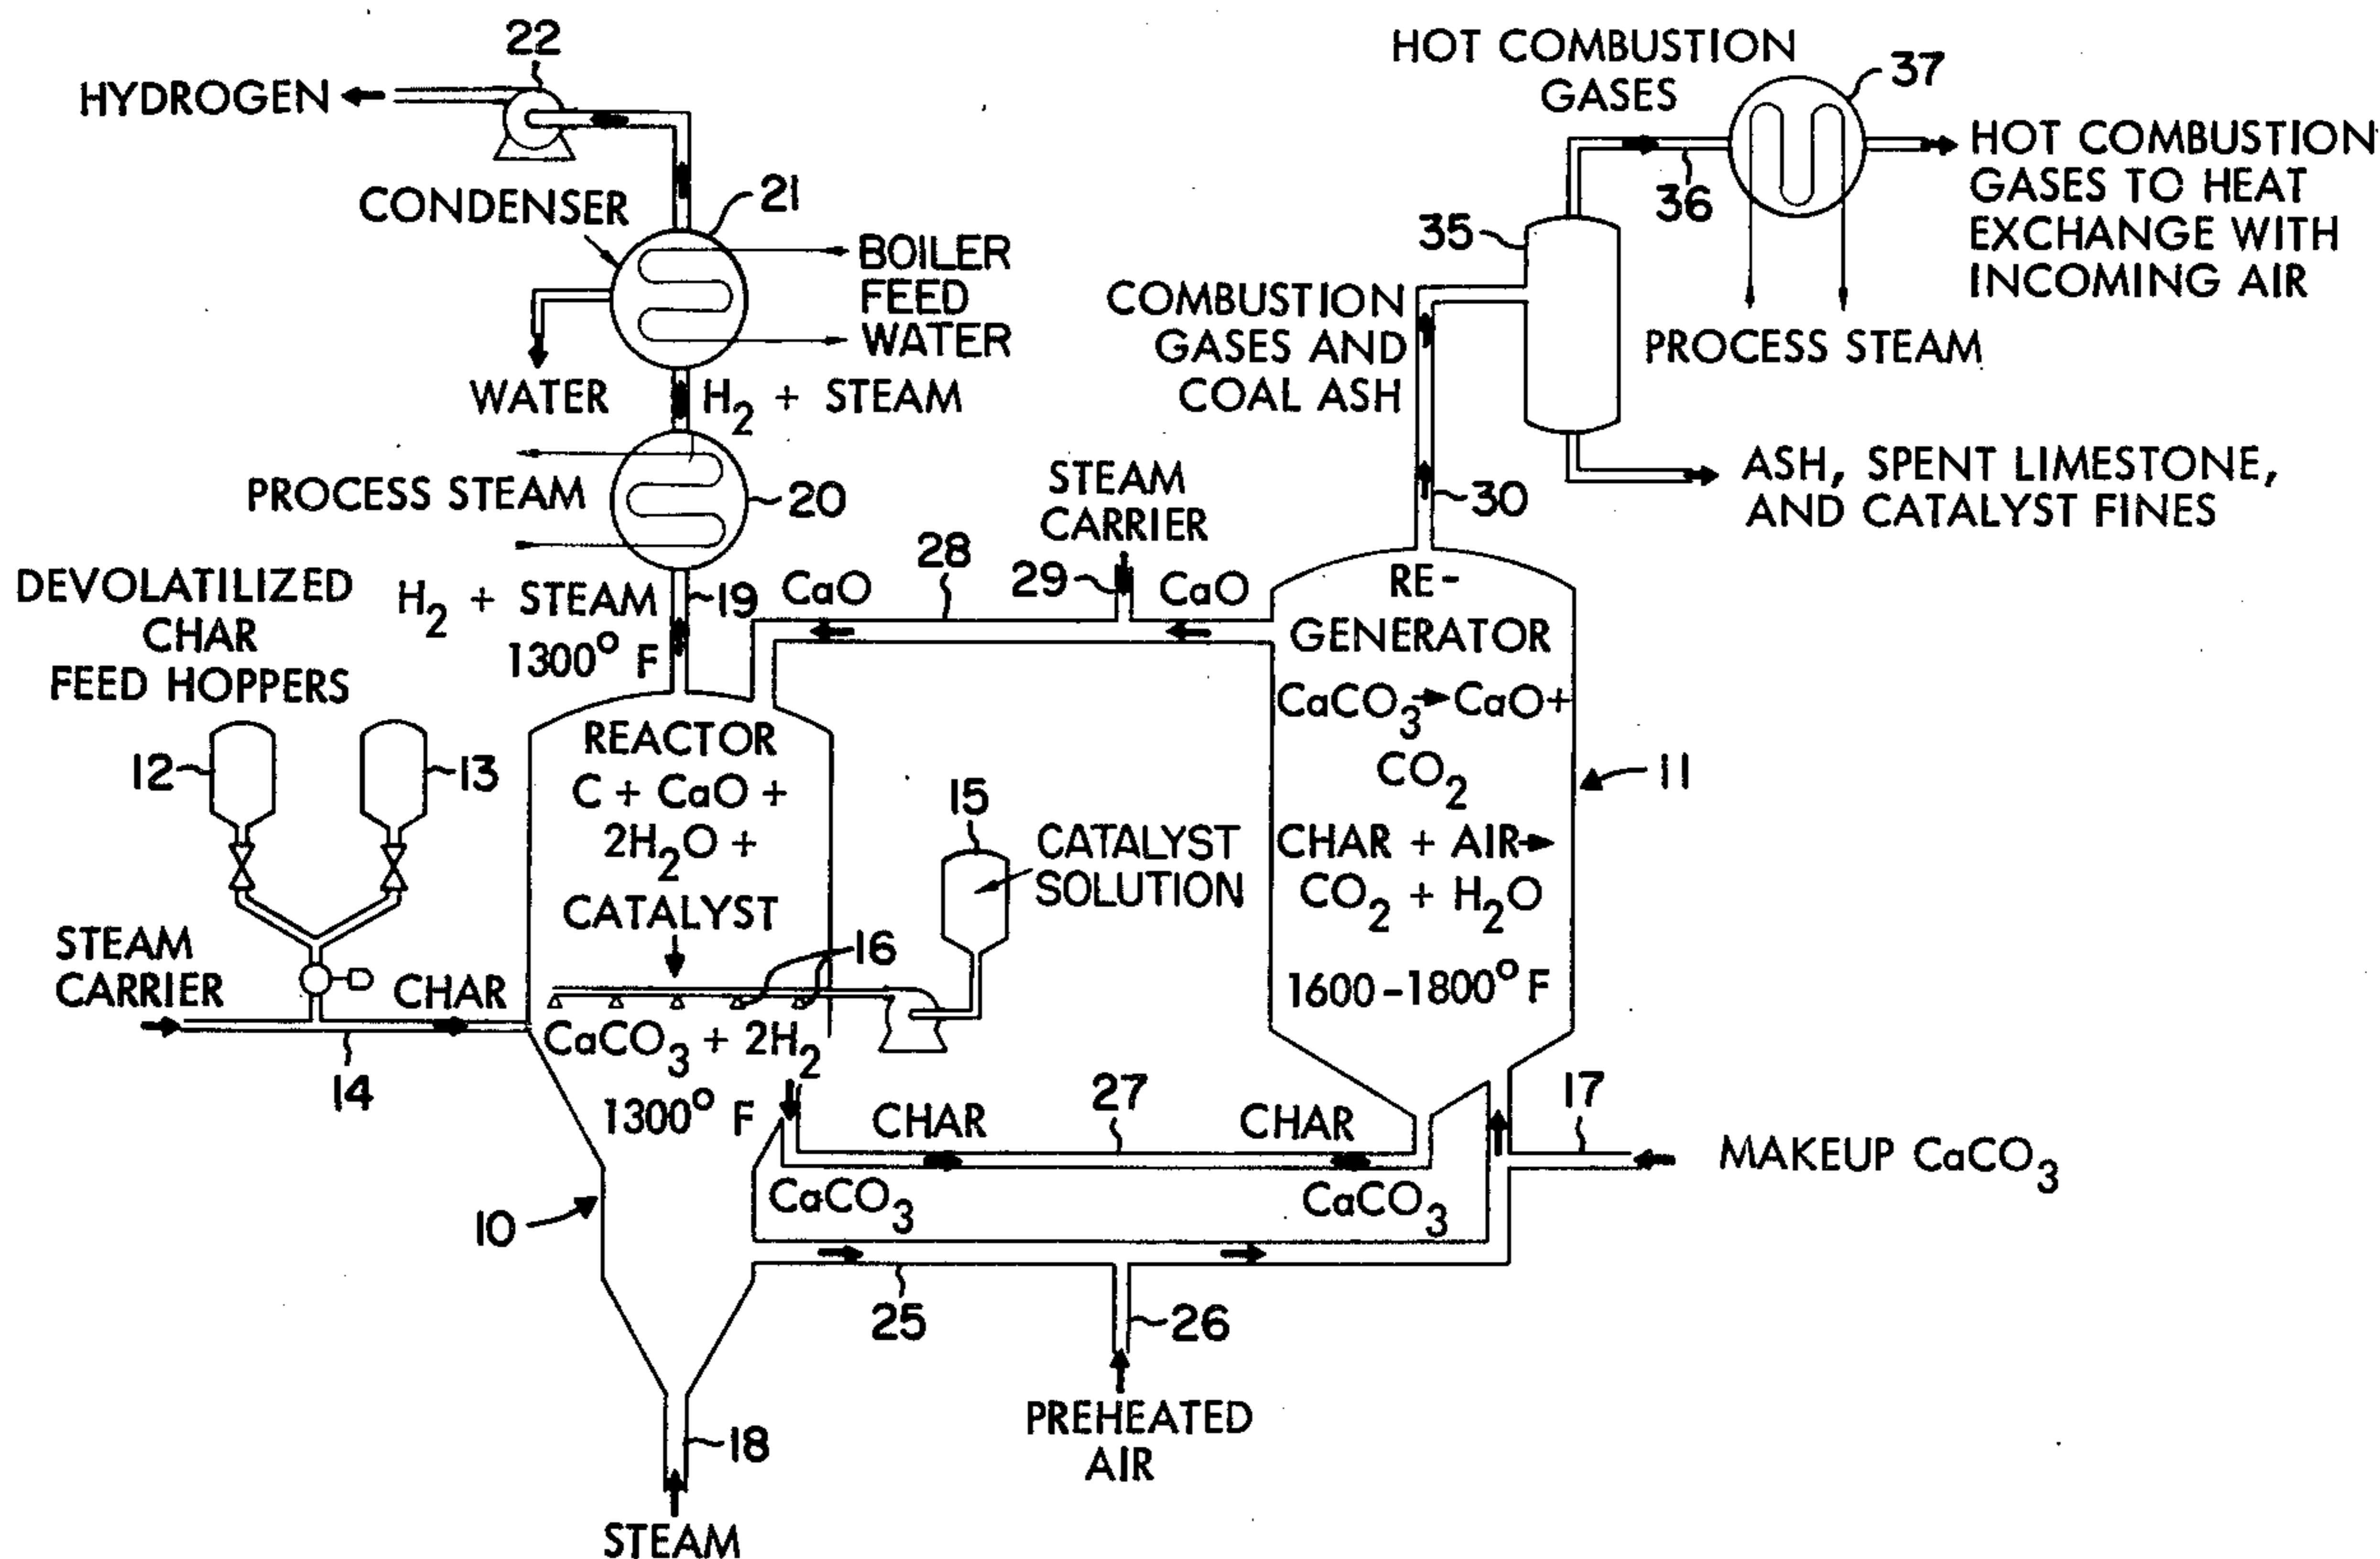 22
HYDROGEN
CONDENSER
21
BOILER
FEED
WATER
WATER
H2 + STEAM
PROCESS STEAM
20
DEVOLATILIZED
CHAR
FEED HOPPERS
H2 + STEAM
1300° F
19
12
13
STEAM
CARRIER
CHAR
14
REACTOR
C + CaO +
2H2O +
CATALYST
16
CaCO3 + 2H2
1300° F
10
18
STEAM
15
CATALYST
SOLUTION
CaO
28
29
STEAM
CARRIER
CaO
RE-
GENERATOR
CaCO3→CaO+
CO2
CHAR + AIR→
CO2 + H2O
1600-1800° F
11
CHAR
27
CHAR
CaCO3
CaCO3
17
MAKEUP CaCO3
25
26
PREHEATED
AIR
30
COMBUSTION
GASES AND
COAL ASH
35
HOT COMBUSTION
GASES
36
37
HOT COMBUSTION
GASES TO HEAT
EXCHANGE WITH
INCOMING AIR
PROCESS STEAM
ASH, SPENT LIMESTONE,
AND CATALYST FINES